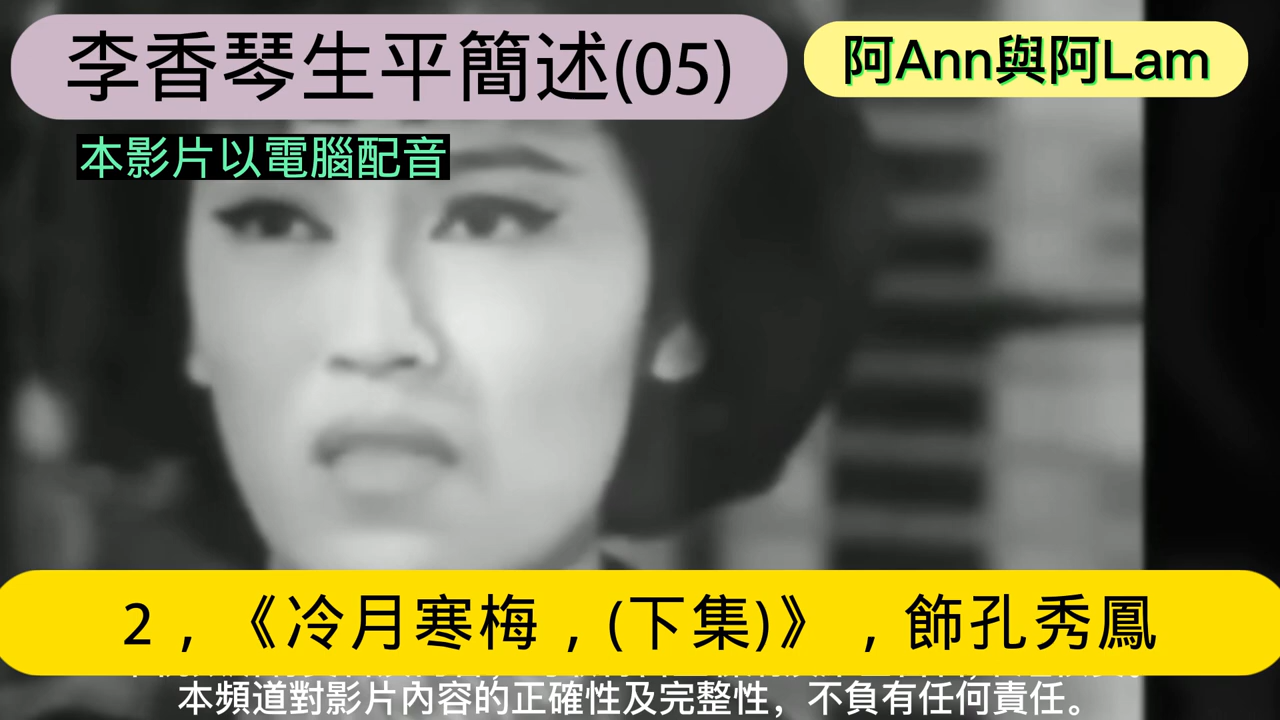 李香琴生平簡述(05)
阿Ann與阿Lam
本影片以電腦配音
2，《冷月寒梅，(下集)》，飾孔秀鳳
本頻道對影片內容的正確性及完整性，不負有任何責任。